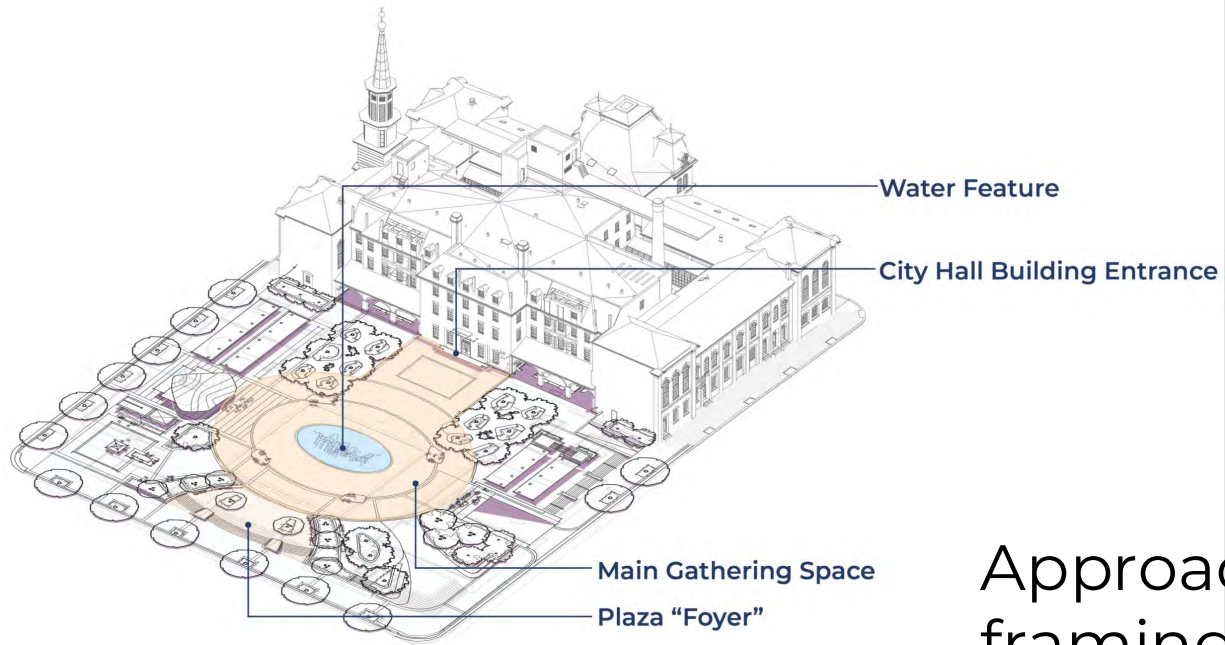 Water Feature
City Hall Building Entrance
Main Gathering Space
Plaza “Foyer”